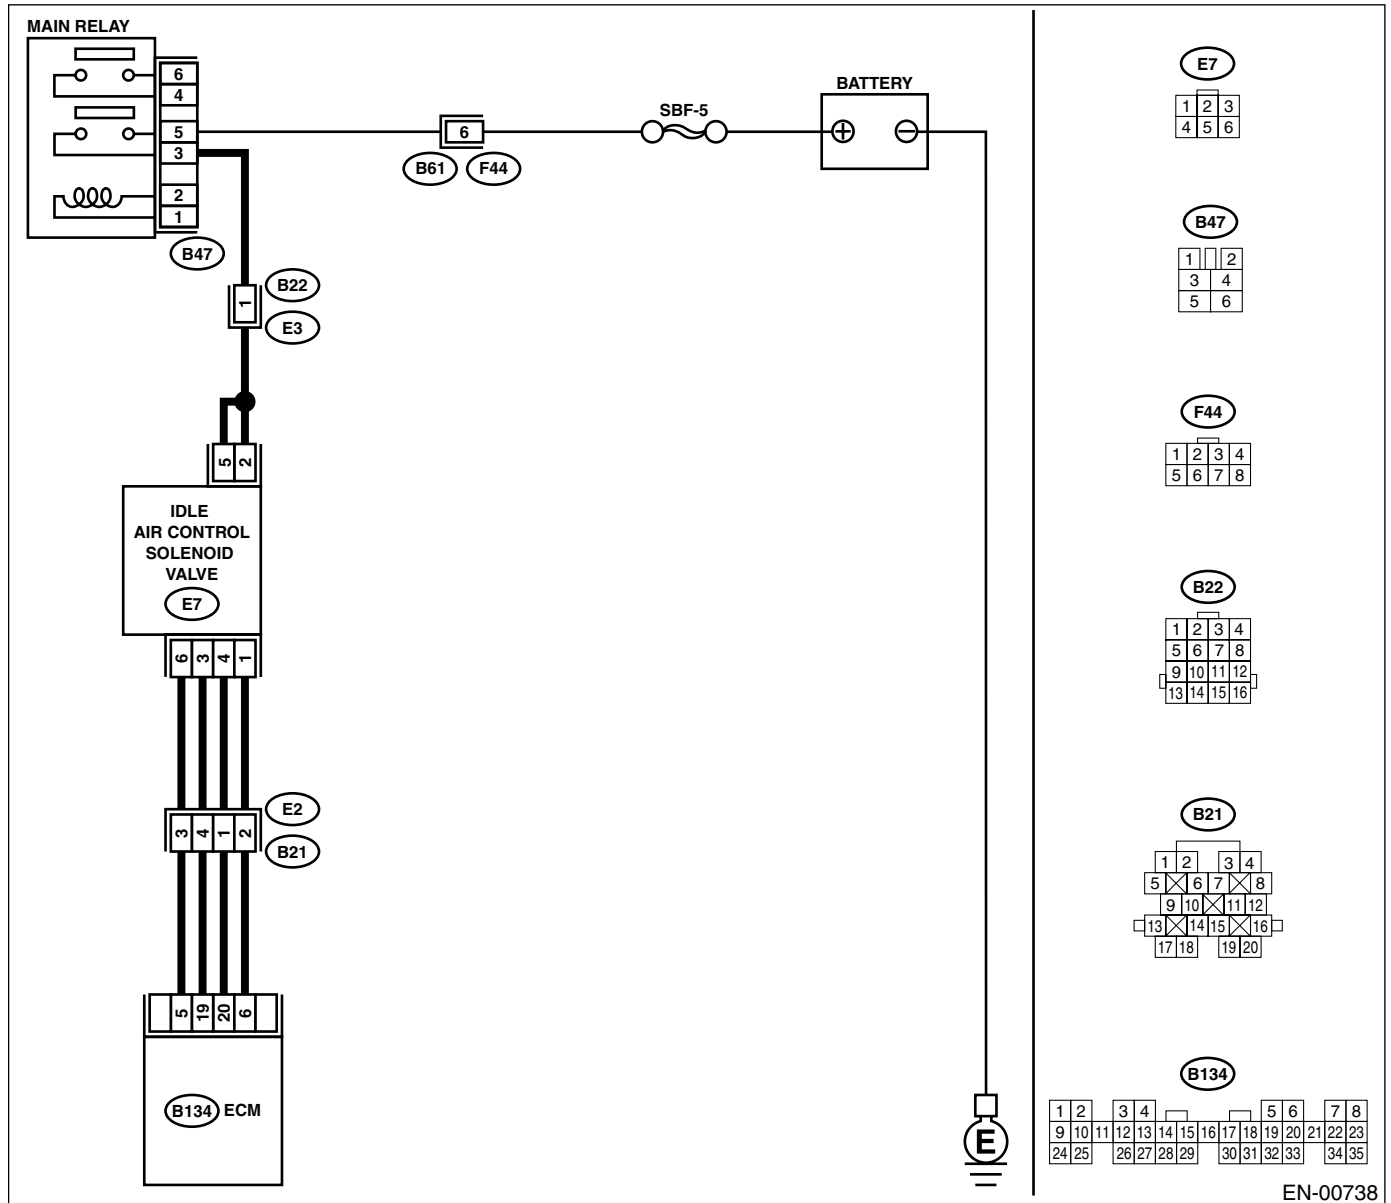 MAIN RELAY
6
4
5
3
2
1
B47
6
B61 F44
SBF-5
BATTERY
+ −
1
B22
E3
5 2
IDLE
AIR CONTROL
SOLENOID
VALVE
E7
6 3 4 1
3 4 1 2
E2
B21
5 19 20 6
B134 ECM
E
E7
1 2 3
4 5 6
B47
1 2
3 4
5 6
F44
1 2 3 4
5 6 7 8
B22
1 2 3 4
5 6 7 8
9 10 11 12
13 14 15 16
B21
1 2 3 4
5 6 7 8
9 10 11 12
13 14 15 16
17 18 19 20
B134
1 2 3 4 5 6 7 8
9 10 11 12 13 14 15 16 17 18 19 20 21 22 23
24 25 26 27 28 29 30 31 32 33 34 35
EN-00738